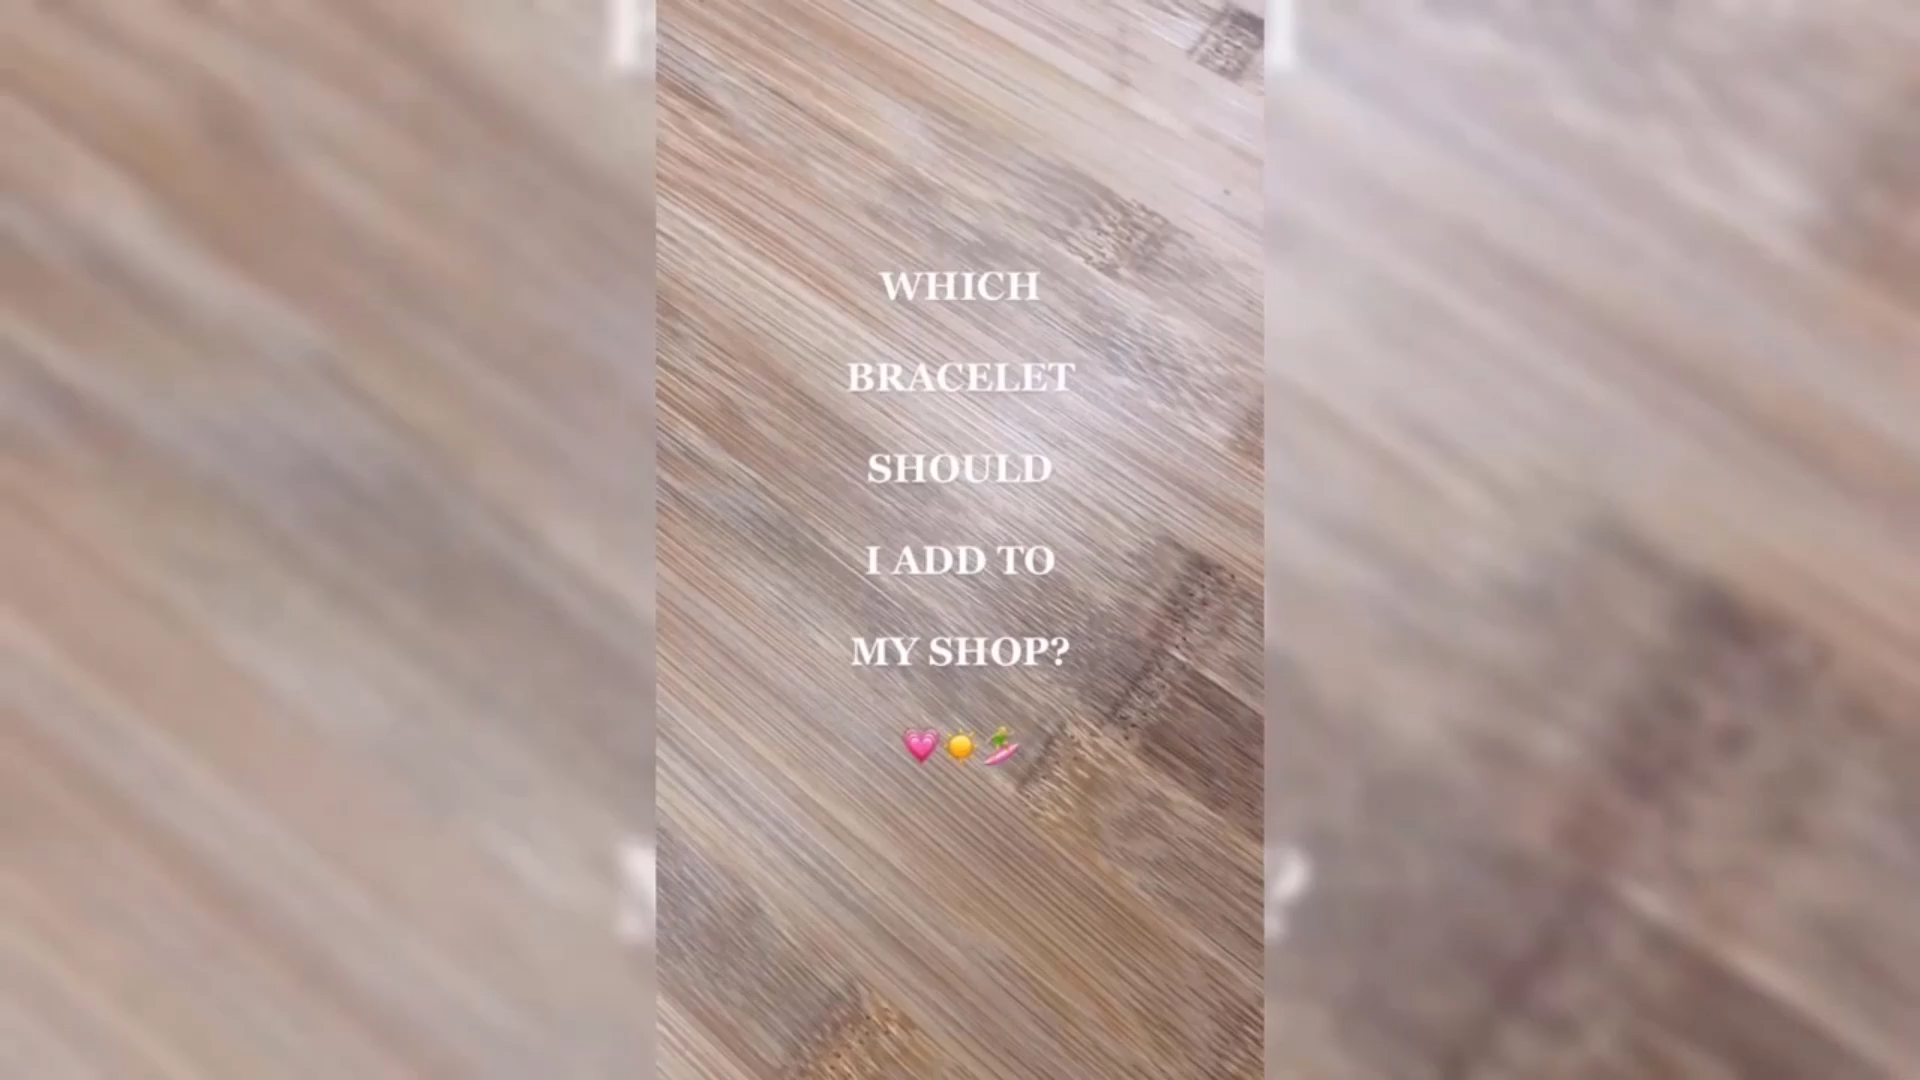 WHICH
BRACELET
SHOULD
I ADD TO
MY SHOP?
💗☀️🏄‍♀️